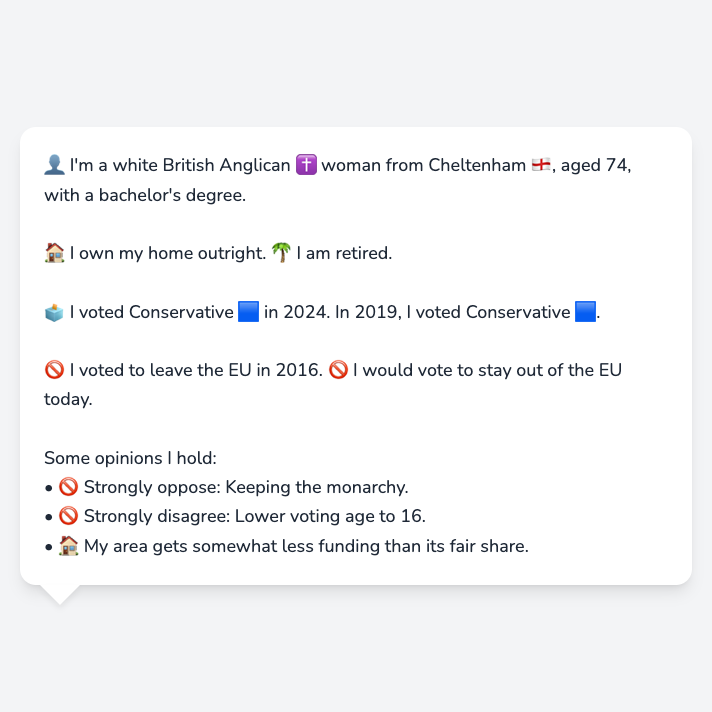 👤 I'm a white British Anglican ✝️ woman from Cheltenham 🏴󠁧󠁢󠁥󠁮󠁧󠁿, aged 74,
with a bachelor's degree.
🏠 I own my home outright. 🌴 I am retired.
🗳️ I voted Conservative 🟦 in 2024. In 2019, I voted Conservative 🟦.
🚫 I voted to leave the EU in 2016. 🚫 I would vote to stay out of the EU
today.
Some opinions I hold:
• 🚫 Strongly oppose: Keeping the monarchy.
• 🚫 Strongly disagree: Lower voting age to 16.
• 🏠 My area gets somewhat less funding than its fair share.